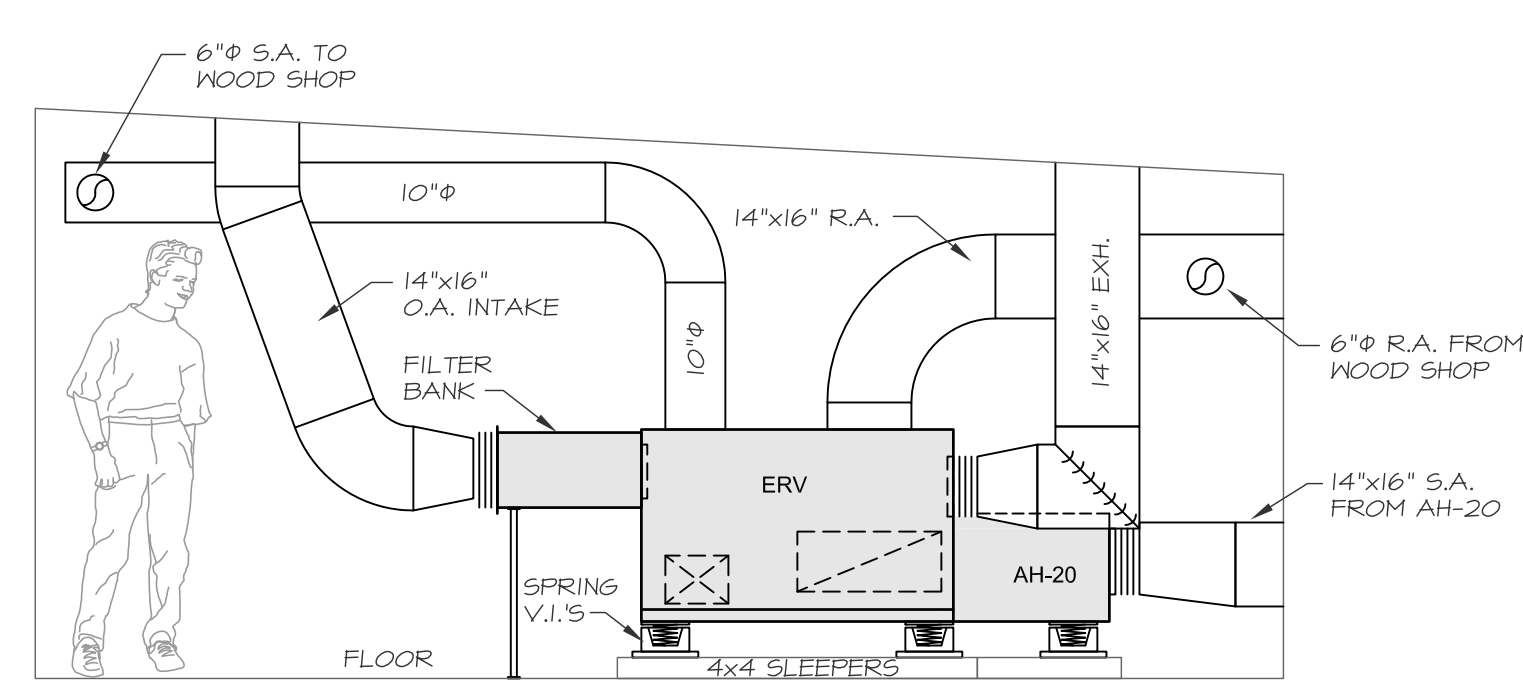 6"Φ S.A. TO
WOOD SHOP
10"Φ
14"x16" R.A.
14"x16"
O.A. INTAKE
14"x16" EXH.
10"Φ
6"Φ R.A. FROM
WOOD SHOP
FILTER
BANK
ERV
14"x16" S.A.
FROM AH-20
AH-20
SPRING
V.I.'S
FLOOR
4x4 SLEEPERS